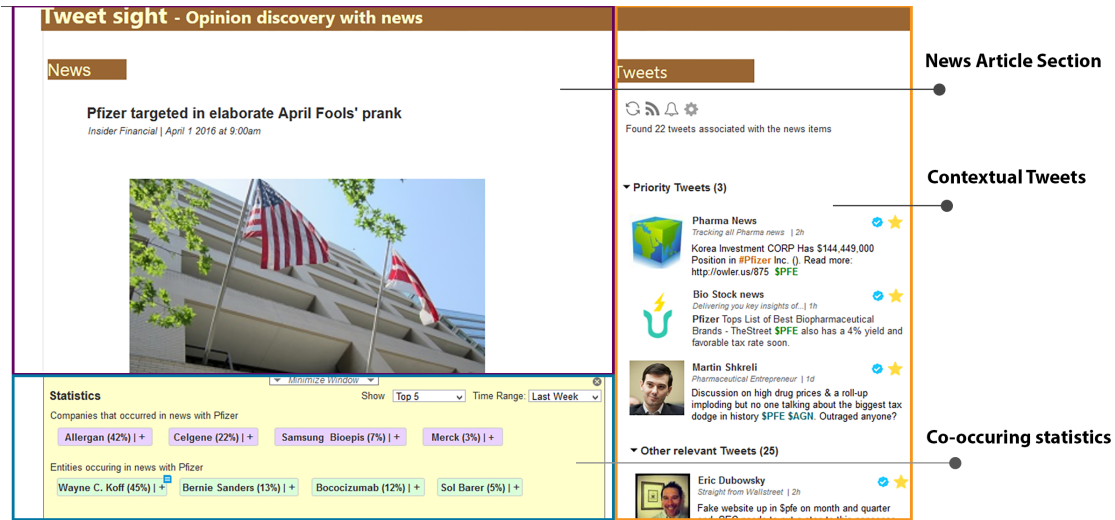 Tweet sight - Opinion discovery with news
News
Pfizer targeted in elaborate April Fools' prank
Insider Financial | April 1 2016 at 9:00am
Minimize Window
Statistics
Show Top 5 Time Range: Last Week
Companies that occurred in news with Pfizer
Allergan (42%) | +
Celgene (22%) | +
Samsung Bioepis (7%) | +
Merck (3%) | +
Entities occuring in news with Pfizer
Wayne C. Koff (45%) | +
Bernie Sanders (13%) | +
Bococizumab (12%) | +
Sol Barer (5%) | +
Tweets
Found 22 tweets associated with the news items
Priority Tweets (3)
Pharma News
Tracking all Pharma news | 2h
Korea Investment CORP Has $144,449,000
Position in #Pfizer Inc. (). Read more:
http://owler.us/875 $PFE
Bio Stock news
Delivering you key insights of...| 1h
Pfizer Tops List of Best Biopharmaceutical
Brands - TheStreet $PFE also has a 4% yield and
favorable tax rate soon.
Martin Shkreli
Pharmaceutical Entrepreneur | 1d
Discussion on high drug prices & a roll-up
imploding but no one talking about the biggest tax
dodge in history $PFE $AGN. Outraged anyone?
Other relevant Tweets (25)
Eric Dubowsky
Straight from Wallstreet | 2h
Fake website up in $pfe on month and quarter
News Article Section
Contextual Tweets
Co-occuring statistics